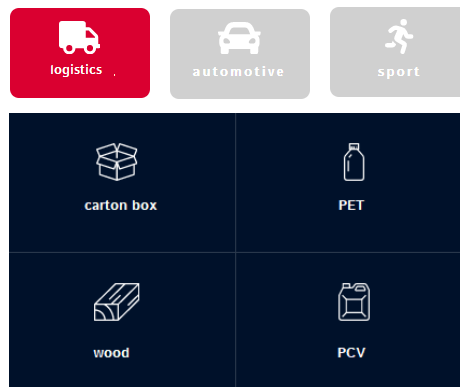 logistics .
automotive
sport
carton box
PET
wood
PCV